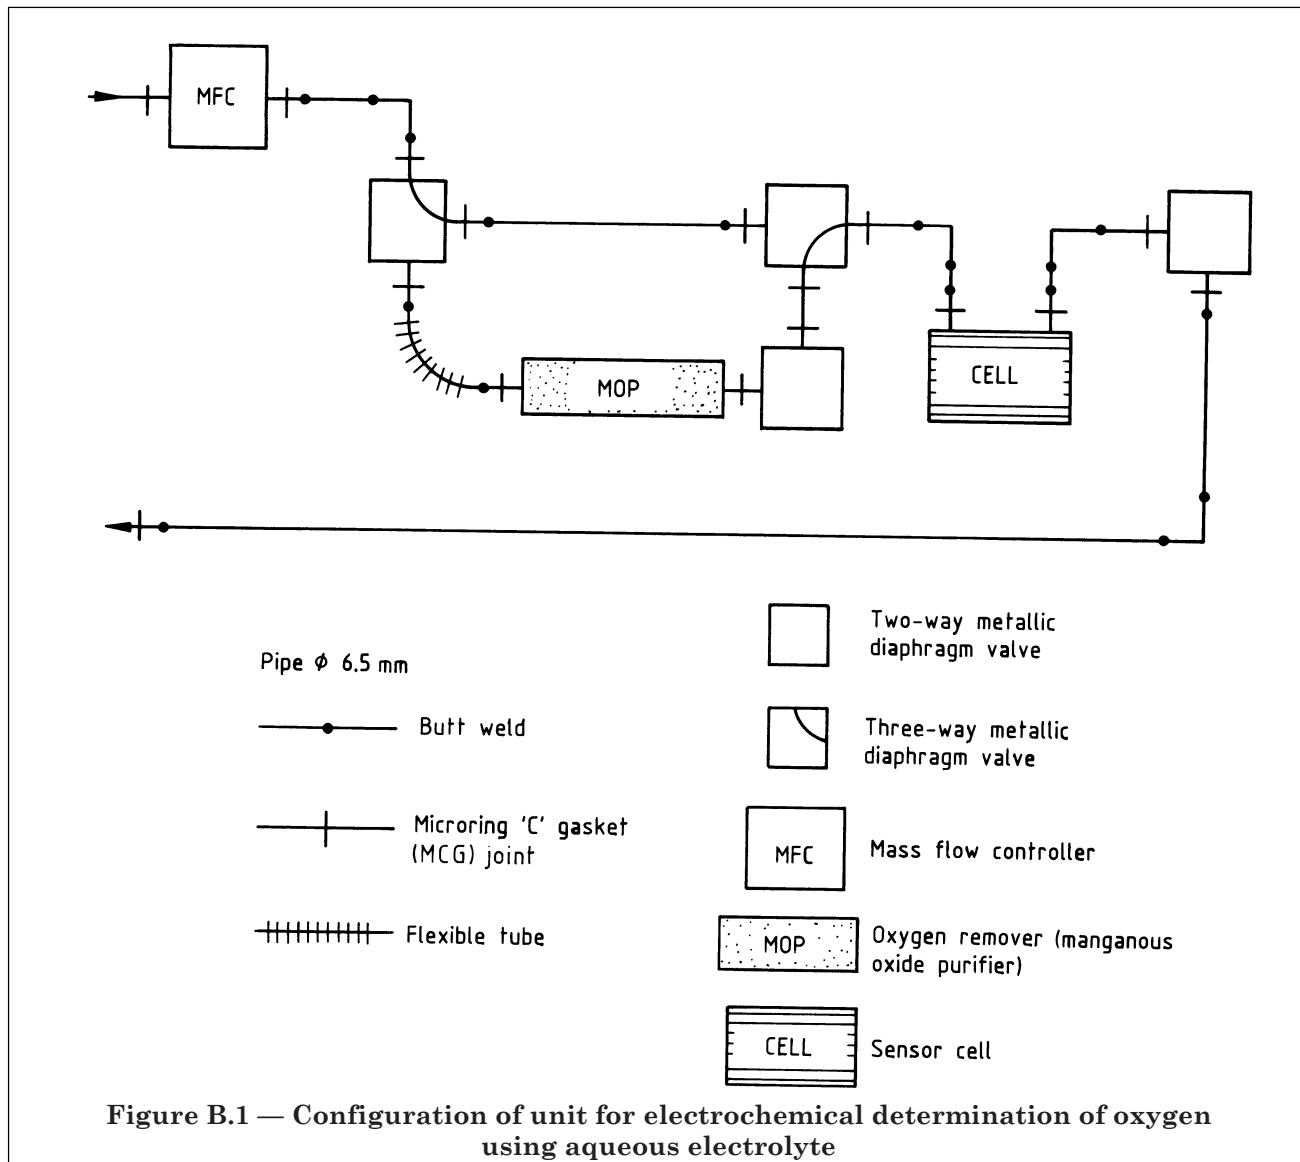 MFC
MOP
CELL
Pipe ϕ 6.5 mm
Butt weld
Microring 'C' gasket
(MCG) joint
Flexible tube
Two-way metallic
diaphragm valve
Three-way metallic
diaphragm valve
MFC
Mass flow controller
MOP
Oxygen remover (manganous
oxide purifier)
CELL
Sensor cell
Figure B.1 — Configuration of unit for electrochemical determination of oxygen
using aqueous electrolyte